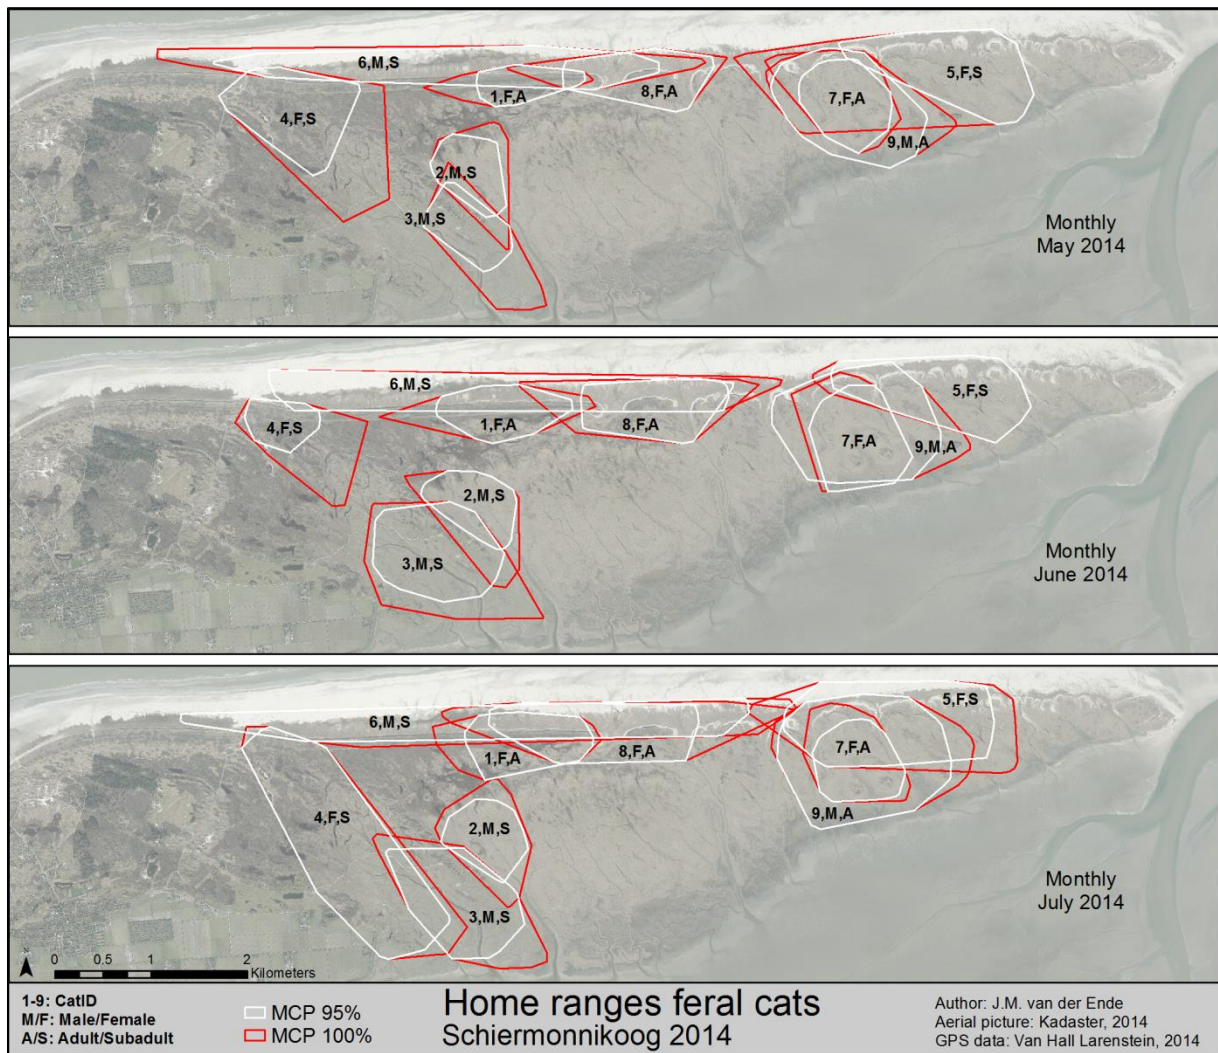 6,M,S
5,F,S
1,F,A
8,F,A
7,F,A
4,F,S
9,M,A
2,M,S
3,M,S
Monthly
May 2014
6,M,S
5,F,S
4,F,S
1,F,A
8,F,A
7,F,A
9,M,A
2,M,S
3,M,S
Monthly
June 2014
6,M,S
5,F,S
1,F,A
8,F,A
7,F,A
4,F,S
9,M,A
2,M,S
3,M,S
Monthly
July 2014
N
0 0.5 1 2
Kilometers
1-9: CatID
M/F: Male/Female
A/S: Adult/Subadult
MCP 95%
MCP 100%
Home ranges feral cats
Schiermonnikoog 2014
Author: J.M. van der Ende
Aerial picture: Kadaster, 2014
GPS data: Van Hall Larenstein, 2014